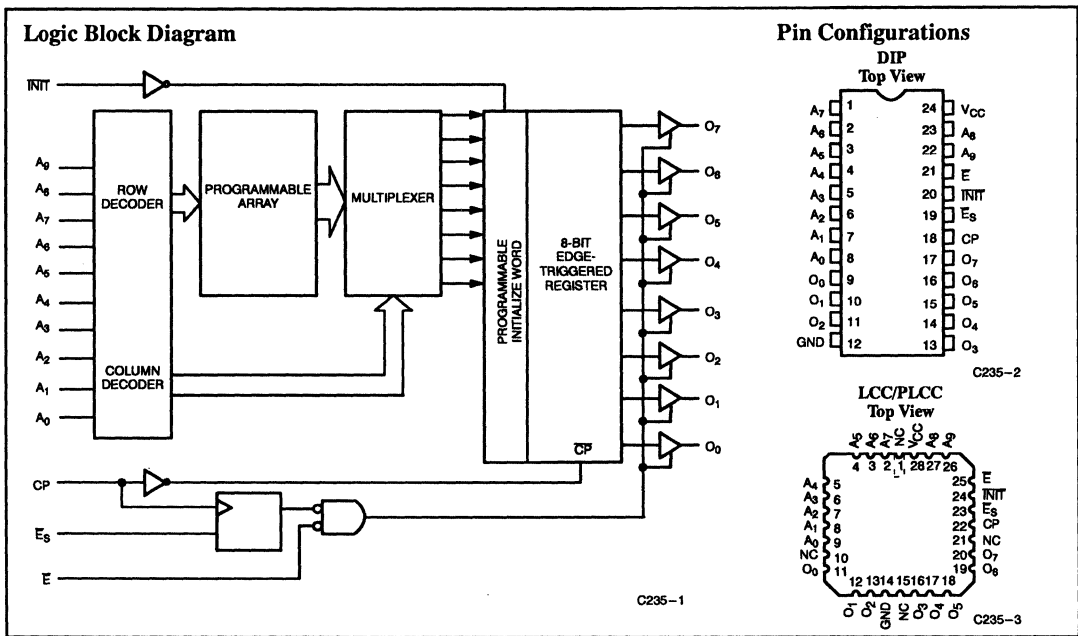 Logic Block Diagram
INIT
A9
A8
A7
A6
A5
A4
A3
A2
A1
A0
ROW
DECODER
COLUMN
DECODER
PROGRAMMABLE
ARRAY
MULTIPLEXER
PROGRAMMABLE
INITIALIZE WORD
8-BIT
EDGE-
TRIGGERED
REGISTER
CP
O7
O6
O5
O4
O3
O2
O1
O0
CP
ES
E
C235-1
Pin Configurations
DIP
Top View
A7 1 24 VCC
A6 2 23 A8
A5 3 22 A9
A4 4 21 E
A3 5 20 INIT
A2 6 19 ES
A1 7 18 CP
A0 8 17 O7
O0 9 16 O6
O1 10 15 O5
O2 11 14 O4
GND 12 13 O3
C235-2
LCC/PLCC
Top View
A5 A6 A7 NC VCC A8 A9
4 3 2 1 28 27 26
A4 5 25 E
A3 6 24 INIT
A2 7 23 ES
A1 8 22 CP
A0 9 21 NC
NC 10 20 O7
O0 11 19 O6
12 13 14 15 16 17 18
O1 O2 GND NC O3 O4 O5
C235-3